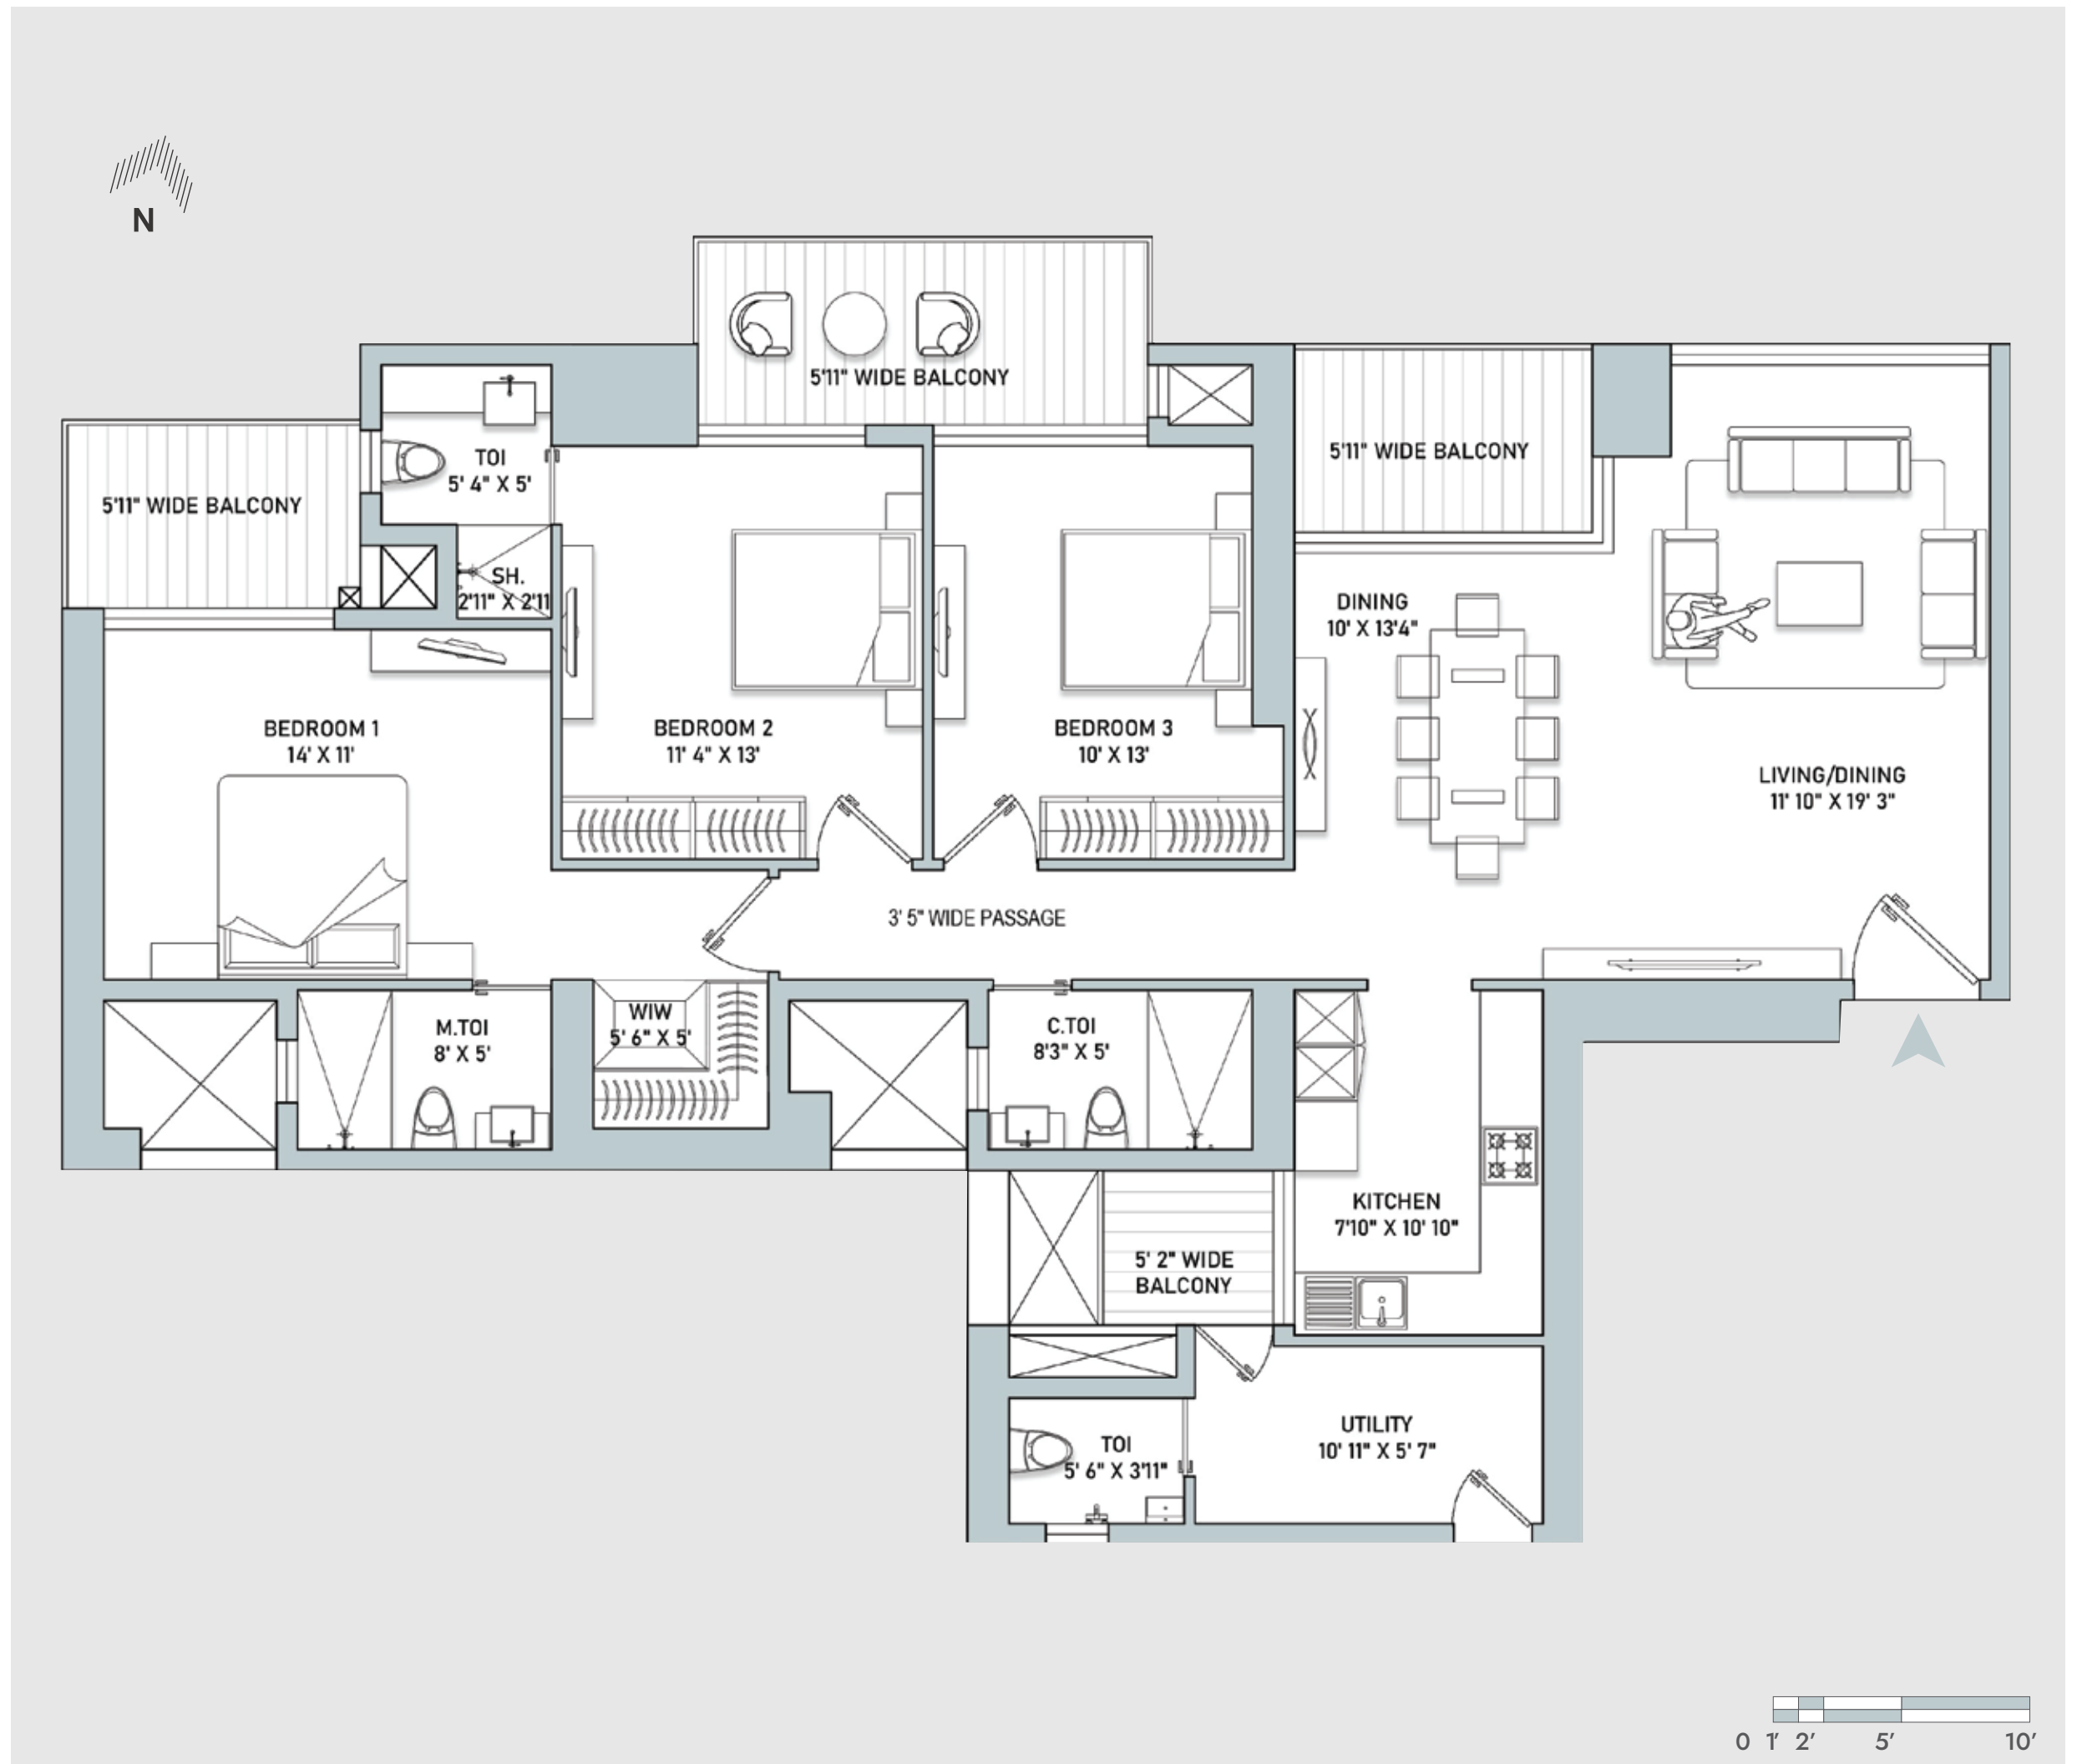 N
5'11" WIDE BALCONY
5'11" WIDE BALCONY
5'11" WIDE BALCONY
TOI
5' 4" X 5'
SH.
2'11" X 2'11
DINING
10' X 13'4"
BEDROOM 1
14' X 11'
BEDROOM 2
11' 4" X 13'
BEDROOM 3
10' X 13'
LIVING/DINING
11' 10" X 19' 3"
3' 5" WIDE PASSAGE
M.TOI
8' X 5'
WIW
5' 6" X 5'
C.TOI
8'3" X 5'
KITCHEN
7'10" X 10' 10"
5' 2" WIDE
BALCONY
UTILITY
10' 11" X 5' 7"
TOI
5' 6" X 3'11"
0 1’ 2’ 5’ 10’